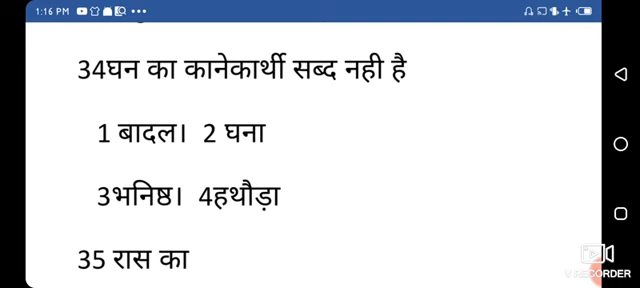 1:16 PM
34घन का कानेकार्थी सब्द नही है
1 बादल। 2 घना
3भनिष्ठ। 4हथौड़ा
35 रास का
V RECORDER